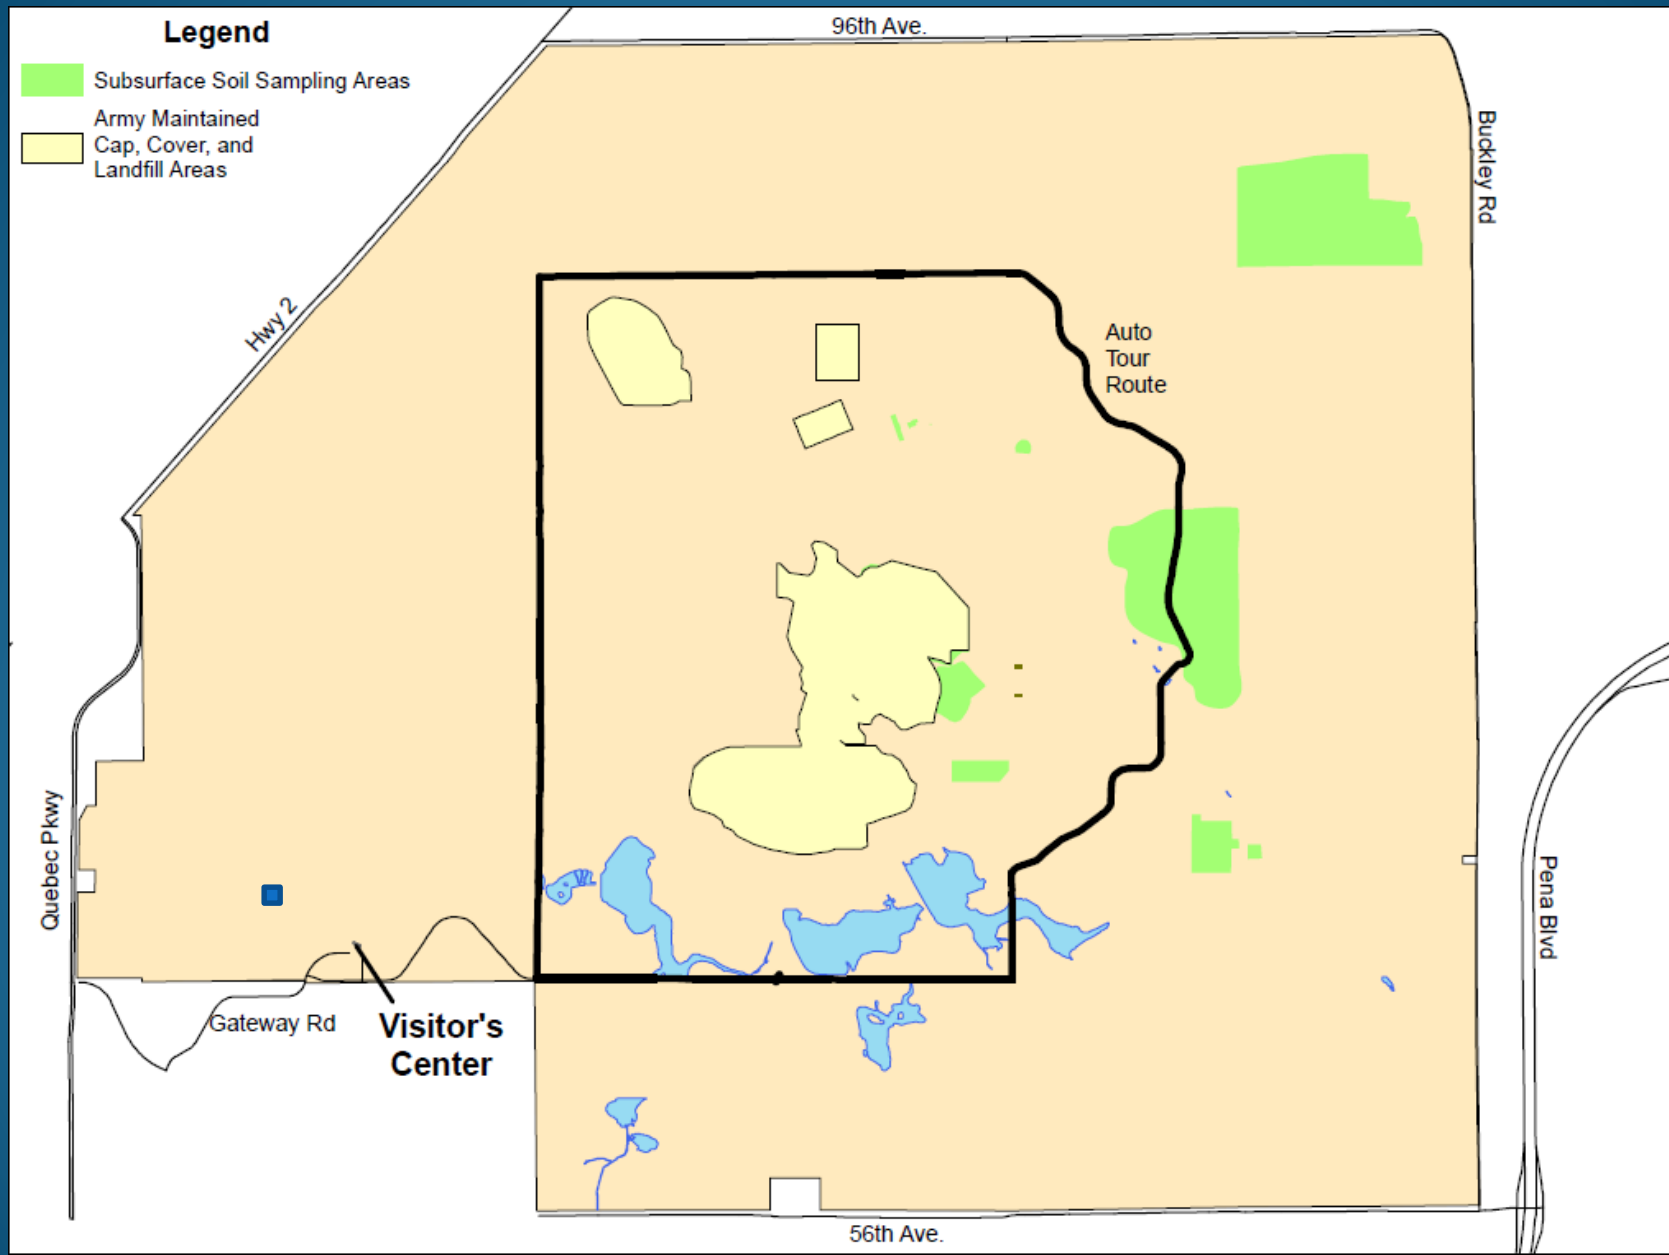 Legend
Subsurface Soil Sampling Areas
Army Maintained
Cap, Cover, and
Landfill Areas
96th Ave.
Buckley Rd
Hwy 2
Auto
Tour
Route
Quebec Pkwy
Pena Blvd
Gateway Rd
Visitor's
Center
56th Ave.